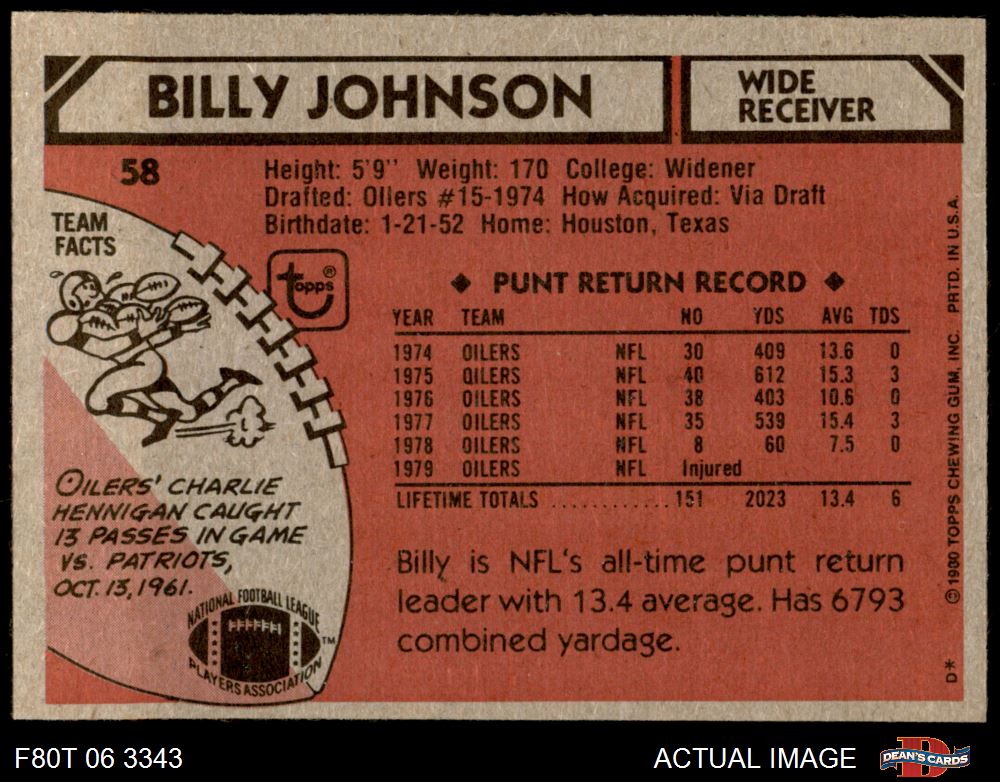 BILLY JOHNSON
WIDE
RECEIVER
58
Height: 5'9'' Weight: 170 College: Widener
Drafted: Oilers #15-1974 How Acquired: Via Draft
Birthdate: 1-21-52 Home: Houston, Texas
TEAM
FACTS
topps®
◆ PUNT RETURN RECORD ◆
YEAR TEAM NO YDS AVG TDS
1974 OILERS NFL 30 409 13.6 0
1975 OILERS NFL 40 612 15.3 3
1976 OILERS NFL 38 403 10.6 0
1977 OILERS NFL 35 539 15.4 3
1978 OILERS NFL 8 60 7.5 0
1979 OILERS NFL Injured
LIFETIME TOTALS ............ 151 2023 13.4 6
OILERS' CHARLIE
HENNIGAN CAUGHT
13 PASSES IN GAME
VS. PATRIOTS,
OCT. 13, 1961.
NATIONAL FOOTBALL LEAGUE
PLAYERS ASSOCIATION
TM
Billy is NFL's all-time punt return
leader with 13.4 average. Has 6793
combined yardage.
D* © 1980 TOPPS CHEWING GUM, INC. PRTD. IN U.S.A.
F80T 06 3343
ACTUAL IMAGE
DEAN'S CARDS